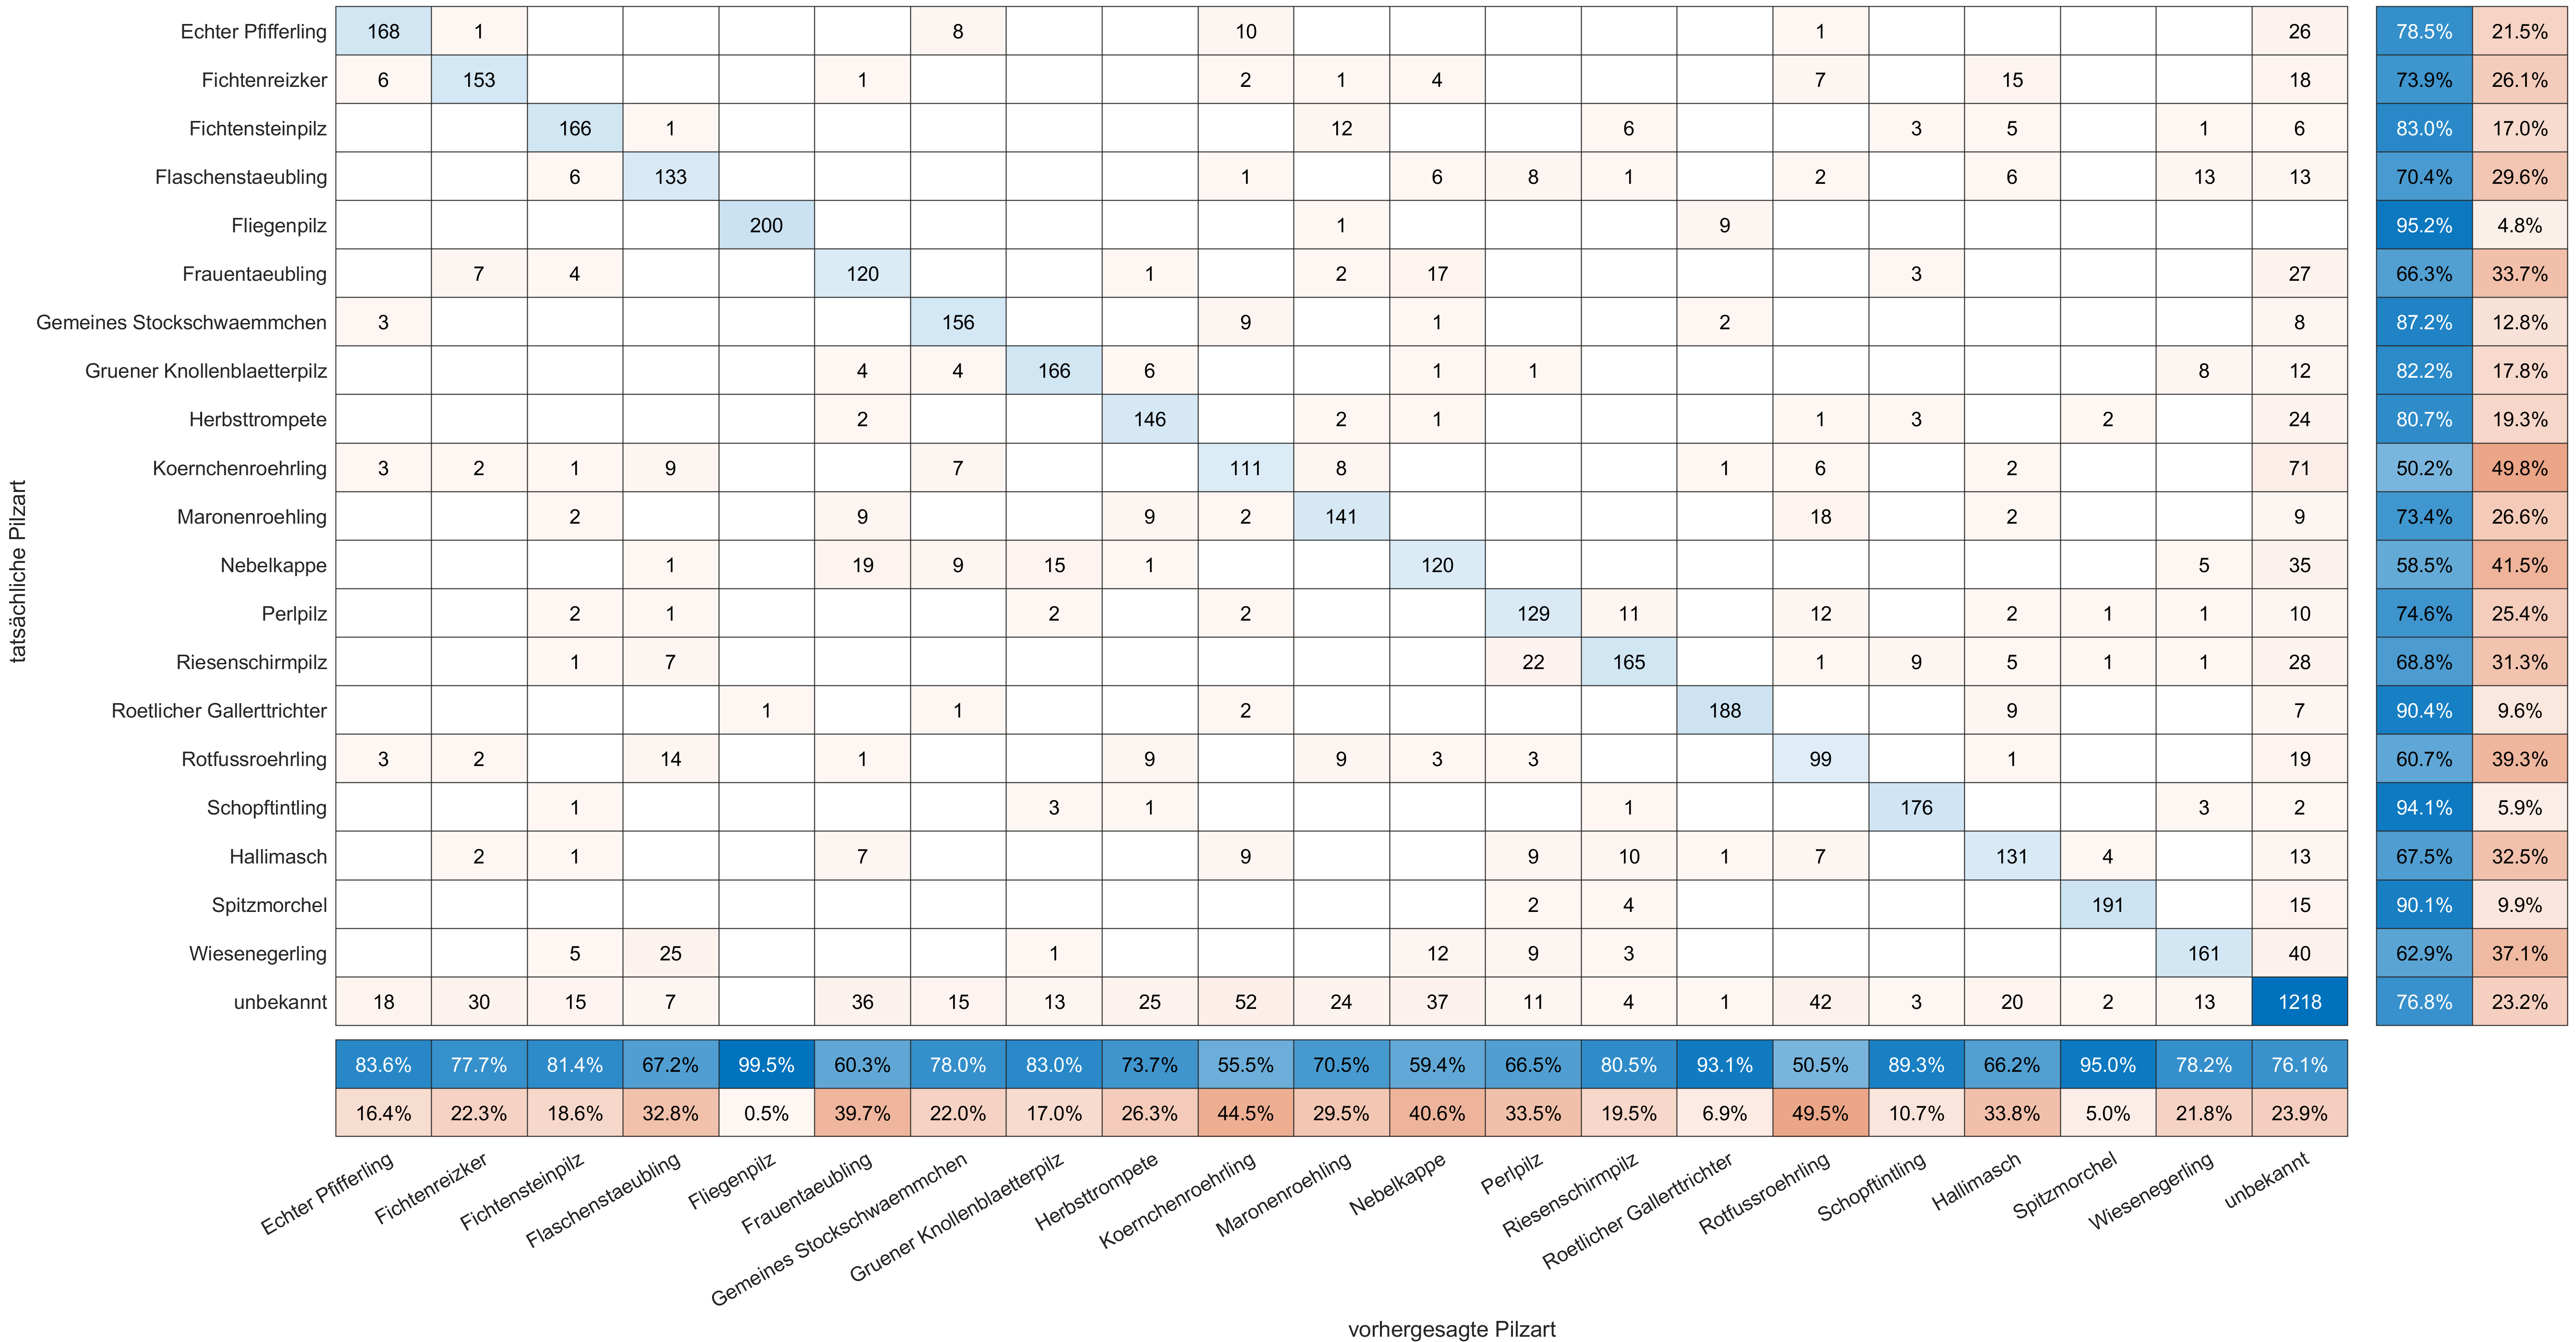 Echter Pfifferling 168 1 8 10 1 26 78.5% 21.5%
Fichtenreizker 6 153 1 2 1 4 7 15 18 73.9% 26.1%
Fichtensteinpilz 166 1 12 6 3 5 1 6 83.0% 17.0%
Flaschenstaeubling 6 133 1 6 8 1 2 6 13 13 70.4% 29.6%
Fliegenpilz 200 1 9 95.2% 4.8%
Frauentaeubling 7 4 120 1 2 17 3 27 66.3% 33.7%
Gemeines Stockschwaemmchen 3 156 9 1 2 8 87.2% 12.8%
Gruener Knollenblaetterpilz 4 4 166 6 1 1 8 12 82.2% 17.8%
Herbsttrompete 2 146 2 1 1 3 2 24 80.7% 19.3%
Koernchenroehrling 3 2 1 9 7 111 8 1 6 2 71 50.2% 49.8%
Maronenroehling 2 9 9 2 141 18 2 9 73.4% 26.6%
Nebelkappe 1 19 9 15 1 120 5 35 58.5% 41.5%
Perlpilz 2 1 2 2 129 11 12 2 1 1 10 74.6% 25.4%
Riesenschirmpilz 1 7 22 165 1 9 5 1 1 28 68.8% 31.3%
Roetlicher Gallerttrichter 1 1 2 188 9 7 90.4% 9.6%
Rotfussroehrling 3 2 14 1 9 9 3 3 99 1 19 60.7% 39.3%
Schopftintling 1 3 1 1 176 3 2 94.1% 5.9%
Hallimasch 2 1 7 9 9 10 1 7 131 4 13 67.5% 32.5%
Spitzmorchel 2 4 191 15 90.1% 9.9%
Wiesenegerling 5 25 1 12 9 3 161 40 62.9% 37.1%
unbekannt 18 30 15 7 36 15 13 25 52 24 37 11 4 1 42 3 20 2 13 1218 76.8% 23.2%
tatsächliche Pilzart
83.6% 77.7% 81.4% 67.2% 99.5% 60.3% 78.0% 83.0% 73.7% 55.5% 70.5% 59.4% 66.5% 80.5% 93.1% 50.5% 89.3% 66.2% 95.0% 78.2% 76.1%
16.4% 22.3% 18.6% 32.8% 0.5% 39.7% 22.0% 17.0% 26.3% 44.5% 29.5% 40.6% 33.5% 19.5% 6.9% 49.5% 10.7% 33.8% 5.0% 21.8% 23.9%
Echter Pfifferling
Fichtenreizker
Fichtensteinpilz
Flaschenstaeubling
Fliegenpilz
Frauentaeubling
Gemeines Stockschwaemmchen
Gruener Knollenblaetterpilz
Herbsttrompete
Koernchenroehrling
Maronenroehling
Nebelkappe
Perlpilz
Riesenschirmpilz
Roetlicher Gallerttrichter
Rotfussroehrling
Schopftintling
Hallimasch
Spitzmorchel
Wiesenegerling
unbekannt
vorhergesagte Pilzart